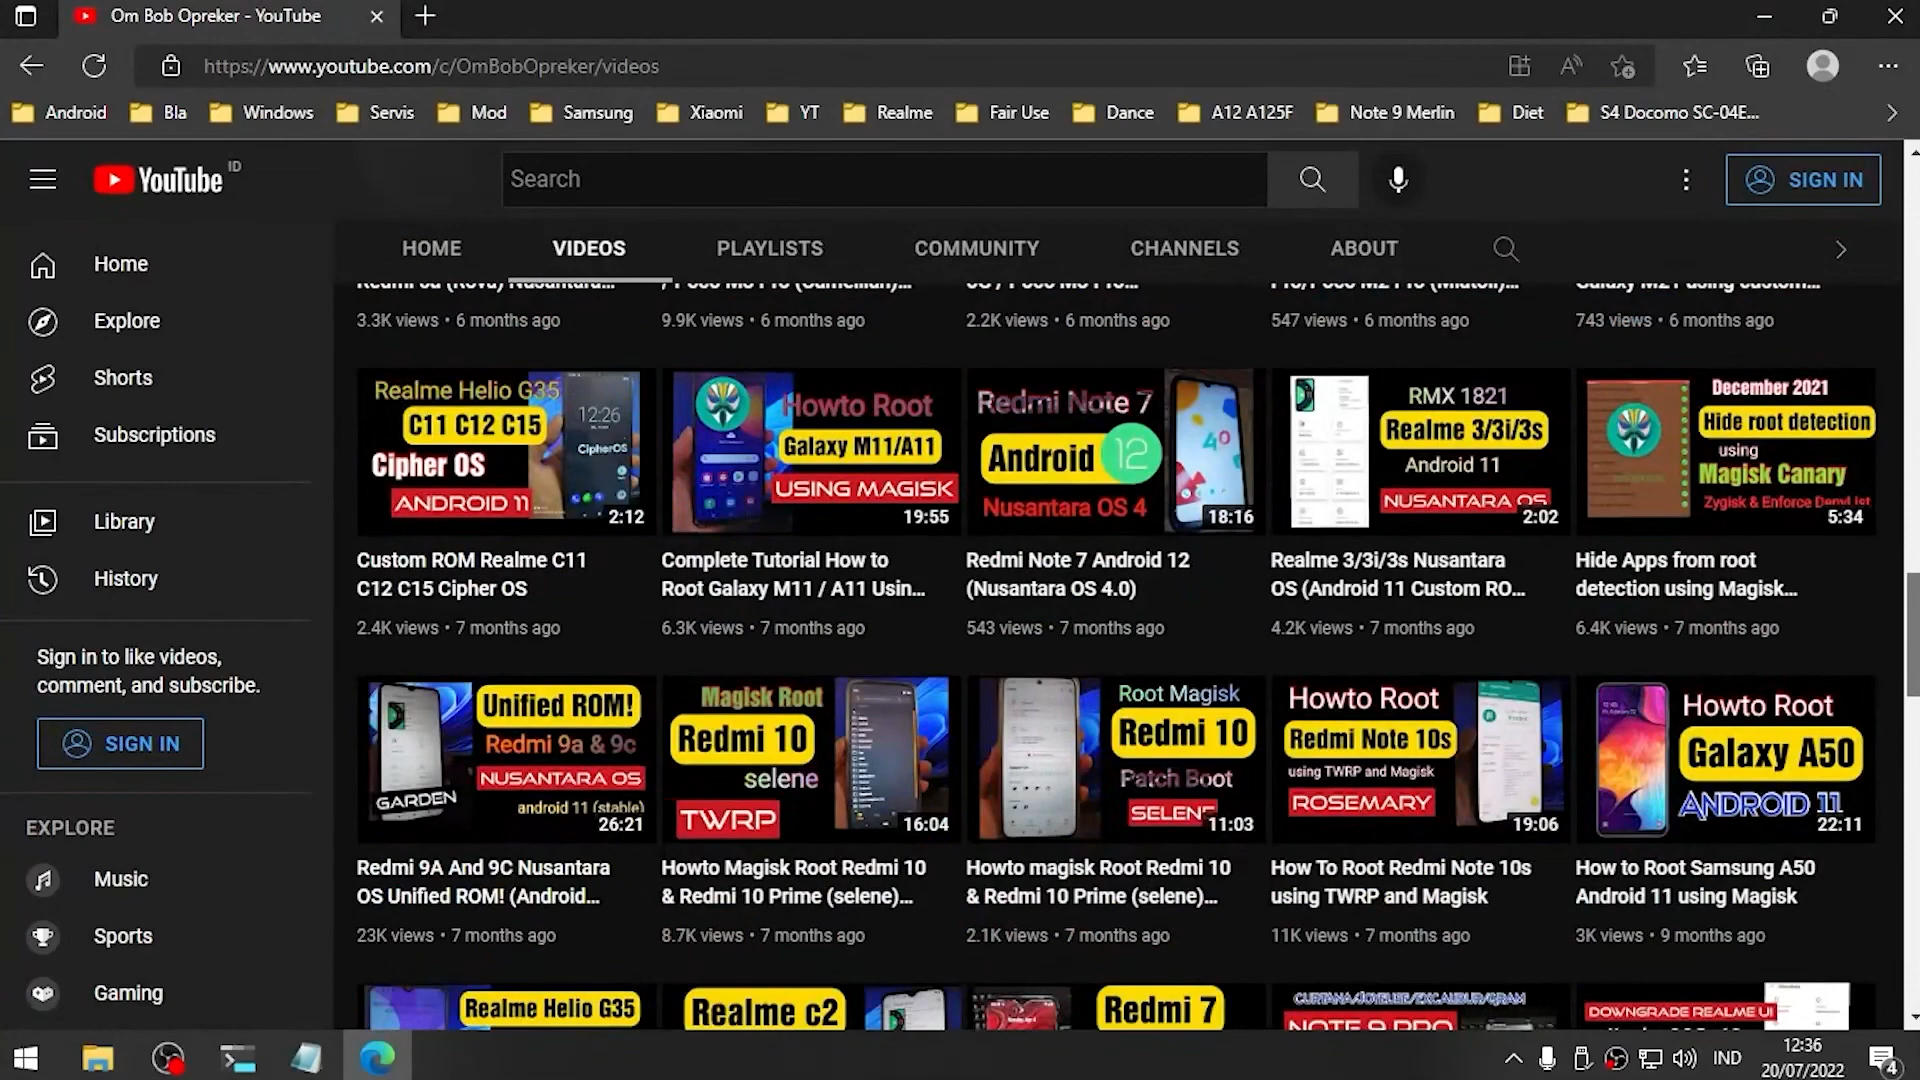 Om Bob Opreker - YouTube
https://www.youtube.com/c/OmBobOpreker/videos
Android Bla Windows Servis Mod Samsung Xiaomi YT Realme Fair Use Dance A12 A125F Note 9 Merlin Diet S4 Docomo SC-04E...
YouTube ID
Search
SIGN IN
HOME VIDEOS PLAYLISTS COMMUNITY CHANNELS ABOUT
Home
Explore
Shorts
Subscriptions
Library
History
Sign in to like videos,
comment, and subscribe.
SIGN IN
EXPLORE
Music
Sports
Gaming
3.3K views • 6 months ago
9.9K views • 6 months ago
2.2K views • 6 months ago
547 views • 6 months ago
743 views • 6 months ago
Realme Helio G35
C11 C12 C15
12:26
CipherOS
Cipher OS
ANDROID 11
2:12
Custom ROM Realme C11
C12 C15 Cipher OS
2.4K views • 7 months ago
Howto Root
Galaxy M11/A11
USING MAGISK
19:55
Complete Tutorial How to
Root Galaxy M11 / A11 Usin...
6.3K views • 7 months ago
Redmi Note 7
Android 12
Nusantara OS 4
18:16
Redmi Note 7 Android 12
(Nusantara OS 4.0)
543 views • 7 months ago
RMX 1821
Realme 3/3i/3s
Android 11
NUSANTARA OS
2:02
Realme 3/3i/3s Nusantara
OS (Android 11 Custom RO...
4.2K views • 7 months ago
December 2021
Hide root detection
using
Magisk Canary
Zygisk & Enforce DenyList
5:34
Hide Apps from root
detection using Magisk...
6.4K views • 7 months ago
Unified ROM!
Redmi 9a & 9c
NUSANTARA OS
GARDEN
android 11 (stable)
26:21
Redmi 9A And 9C Nusantara
OS Unified ROM! (Android...
23K views • 7 months ago
Magisk Root
Redmi 10
selene
TWRP
16:04
Howto Magisk Root Redmi 10
& Redmi 10 Prime (selene)...
8.7K views • 7 months ago
Root Magisk
Redmi 10
Patch Boot
SELENE
11:03
Howto magisk Root Redmi 10
& Redmi 10 Prime (selene)...
2.1K views • 7 months ago
Howto Root
Redmi Note 10s
using TWRP and Magisk
ROSEMARY
19:06
How To Root Redmi Note 10s
using TWRP and Magisk
11K views • 7 months ago
Howto Root
Galaxy A50
ANDROID 11
22:11
How to Root Samsung A50
Android 11 using Magisk
3K views • 9 months ago
Realme Helio G35
Realme c2
Redmi 7
CURTANA/JOYEUSE/EXCALIBUR/GRAM
NOTE 9 PRO
DOWNGRADE REALME UI
IND
12:36
20/07/2022
4